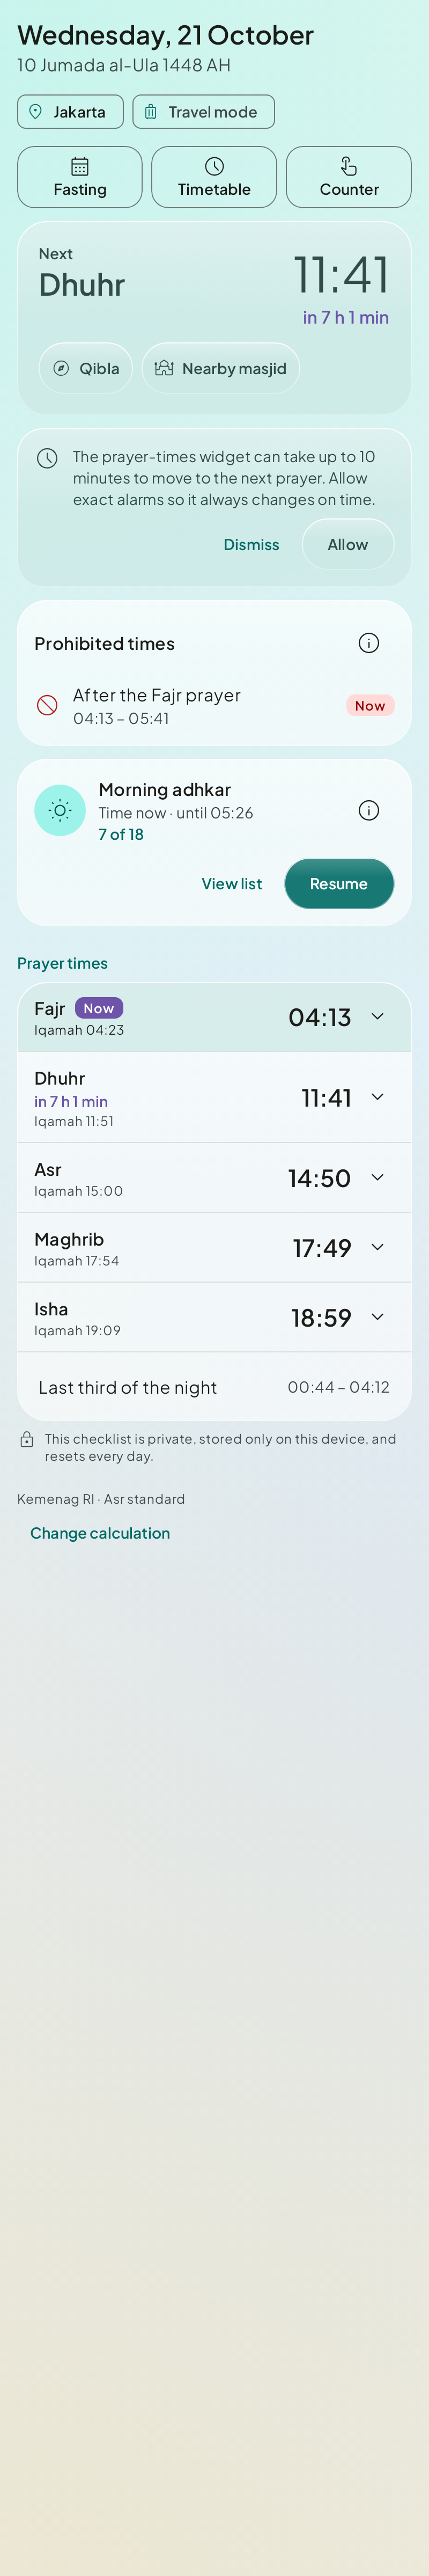 Wednesday, 21 October
10 Jumada al-Ula 1448 AH
Jakarta
Travel mode
Fasting
Timetable
Counter
Next
Dhuhr
11:41
in 7 h 1 min
Qibla
Nearby masjid
The prayer-times widget can take up to 10
minutes to move to the next prayer. Allow
exact alarms so it always changes on time.
Dismiss
Allow
Prohibited times
After the Fajr prayer
04:13 – 05:41
Now
Morning adhkar
Time now · until 05:26
7 of 18
View list
Resume
Prayer times
Fajr
Now
Iqamah 04:23
04:13
Dhuhr
in 7 h 1 min
Iqamah 11:51
11:41
Asr
Iqamah 15:00
14:50
Maghrib
Iqamah 17:54
17:49
Isha
Iqamah 19:09
18:59
Last third of the night
00:44 – 04:12
This checklist is private, stored only on this device, and
resets every day.
Kemenag RI · Asr standard
Change calculation